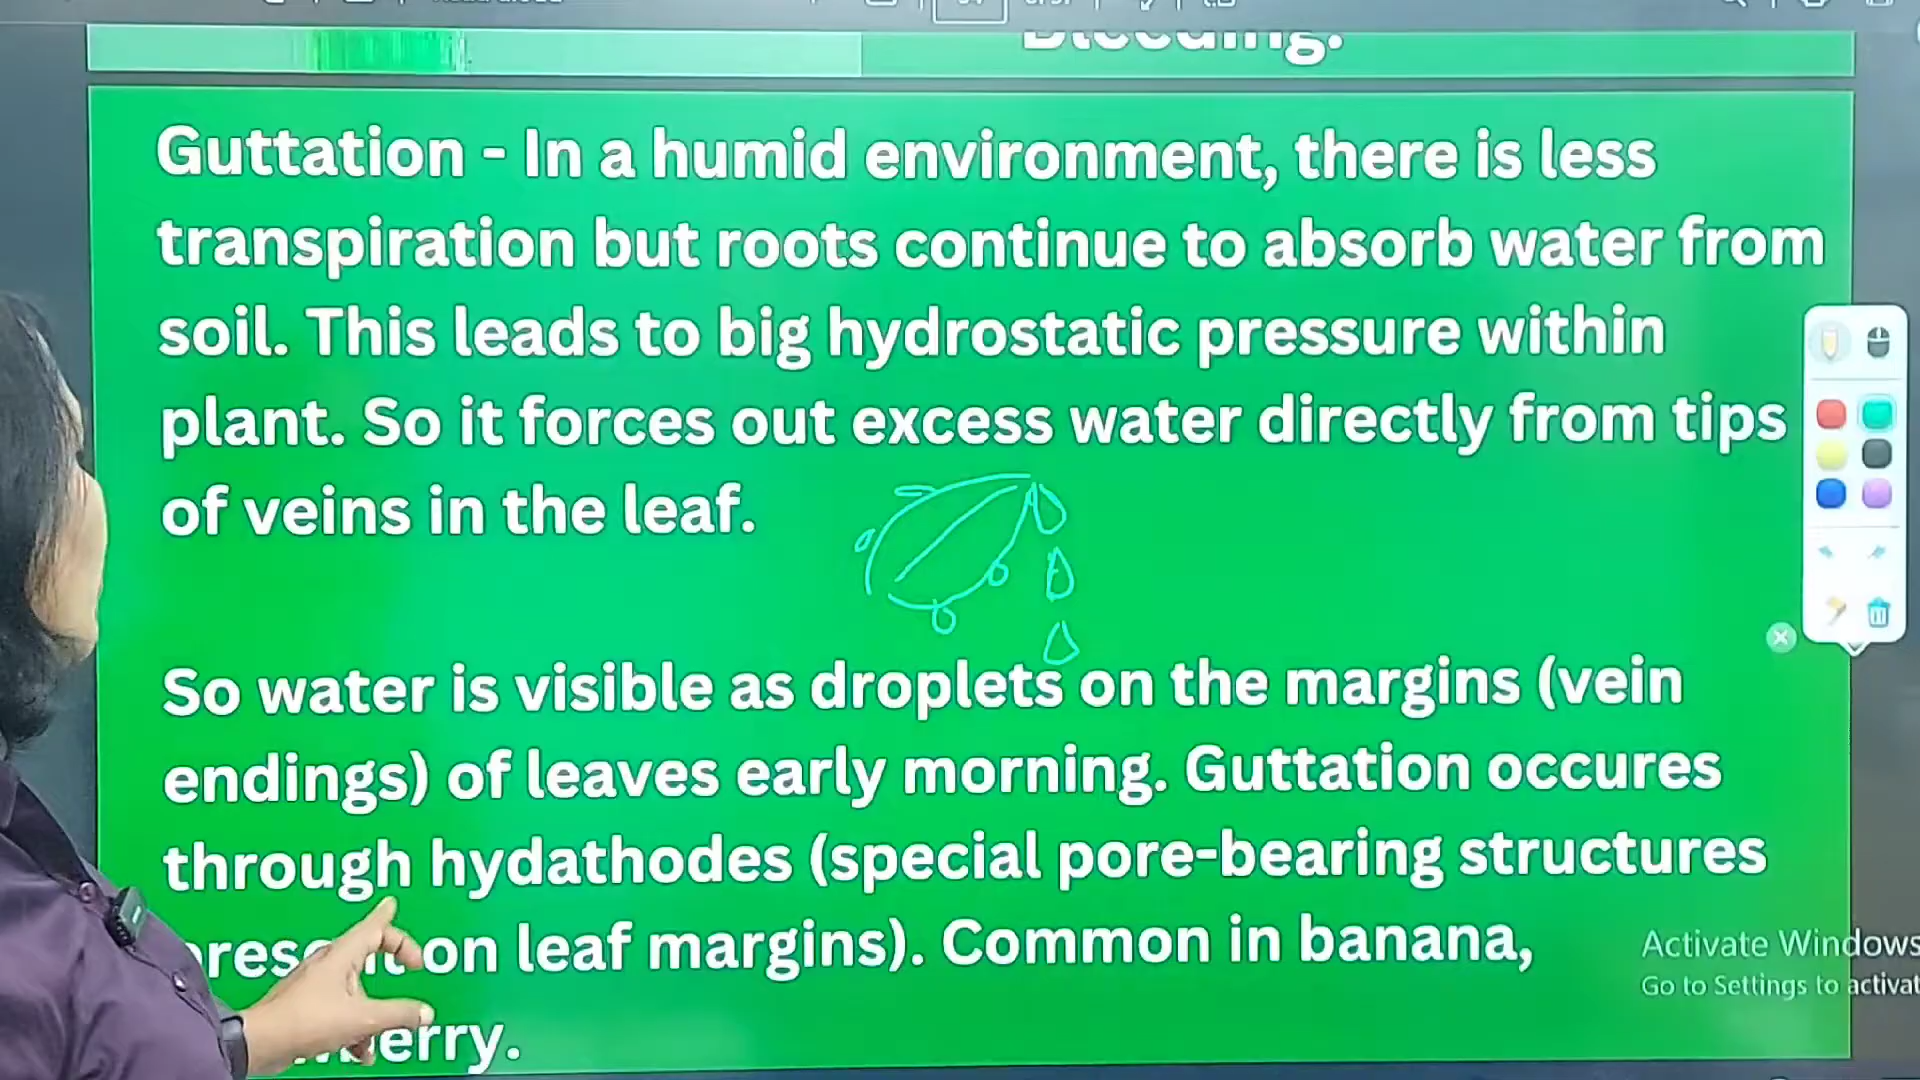 Bleeding.
Guttation - In a humid environment, there is less
transpiration but roots continue to absorb water from
soil. This leads to big hydrostatic pressure within
plant. So it forces out excess water directly from tips
of veins in the leaf.
So water is visible as droplets on the margins (vein
endings) of leaves early morning. Guttation occures
through hydathodes (special pore-bearing structures
on leaf margins). Common in banana,
Activate Windows
Go to Settings to activat